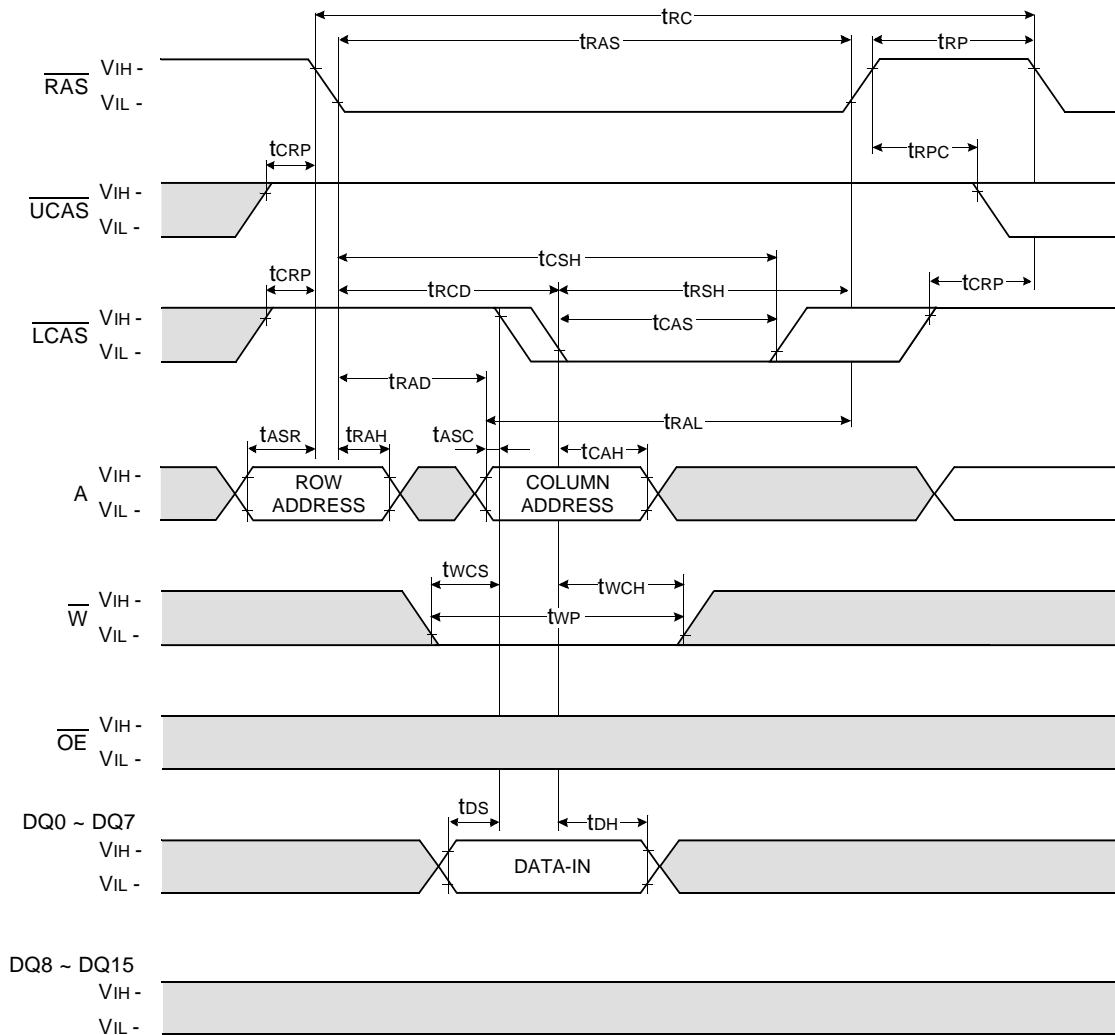 tRC
tRAS tRP
RAS VIH -
VIL -
tCRP tRPC
UCAS VIH -
VIL -
tCSH
tCRP tRCD tRSH tCRP
LCAS VIH -
tCAS
VIL -
tRAD
tRAL
tASR tRAH tASC tCAH
A VIH -
VIL -
ROW
ADDRESS
COLUMN
ADDRESS
tWCS tWCH
W VIH -
tWP
VIL -
OE VIH -
VIL -
tDS tDH
DQ0 ~ DQ7
VIH -
DATA-IN
VIL -
DQ8 ~ DQ15
VIH -
VIL -